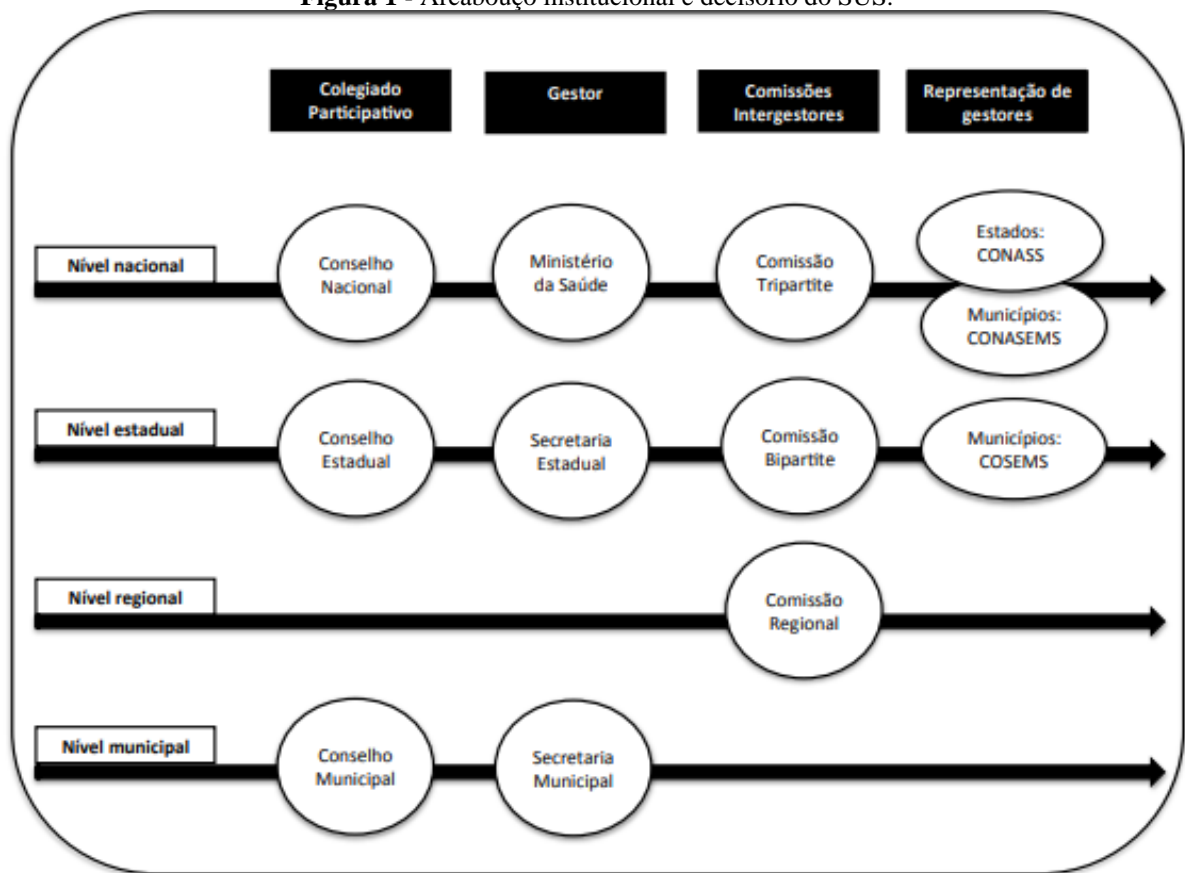 Figura 1 - Arcabouço institucional e decisório do SUS.
Colegiado
Participativo
Gestor
Comissões
Intergestores
Representação de
gestores
Nível nacional
Conselho
Nacional
Ministério
da Saúde
Comissão
Tripartite
Estados:
CONASS
Municípios:
CONASEMS
Nível estadual
Conselho
Estadual
Secretaria
Estadual
Comissão
Bipartite
Municípios:
COSEMS
Nível regional
Comissão
Regional
Nível municipal
Conselho
Municipal
Secretaria
Municipal